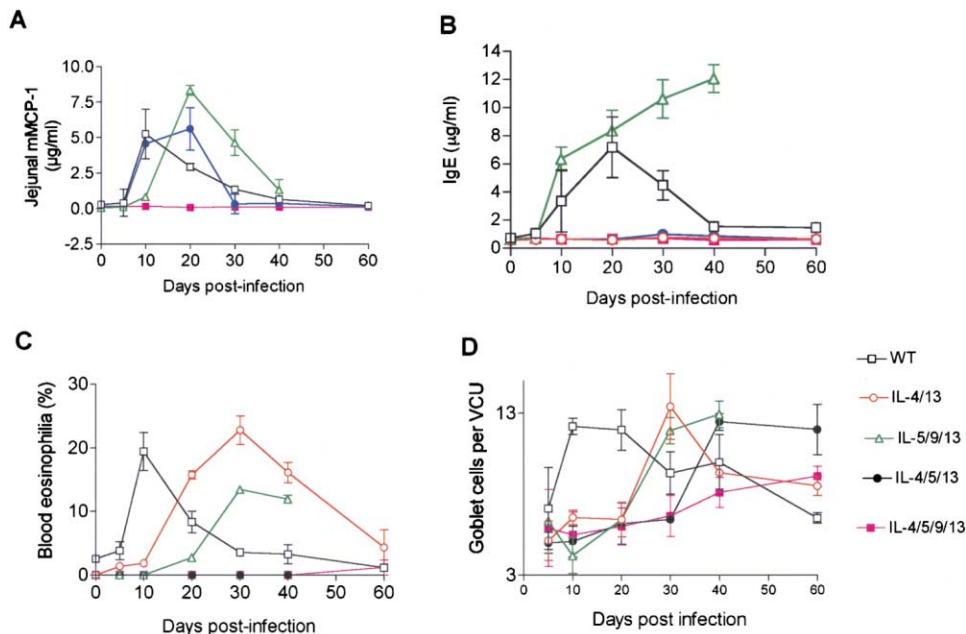 A
Jejunal mMCP-1
(µg/ml)
10.0
7.5
5.0
2.5
0.0
-2.5
0 10 20 30 40 50 60
Days post-infection
B
IgE (µg/ml)
14
12
10
8
6
4
2
0
0 10 20 30 40 50 60
Days post-infection
C
Blood eosinophilia (%)
30
20
10
0
0 10 20 30 40 50 60
Days post-infection
D
Goblet cells per VCU
13
3
0 10 20 30 40 50 60
Days post infection
WT
IL-4/13
IL-5/9/13
IL-4/5/13
IL-4/5/9/13